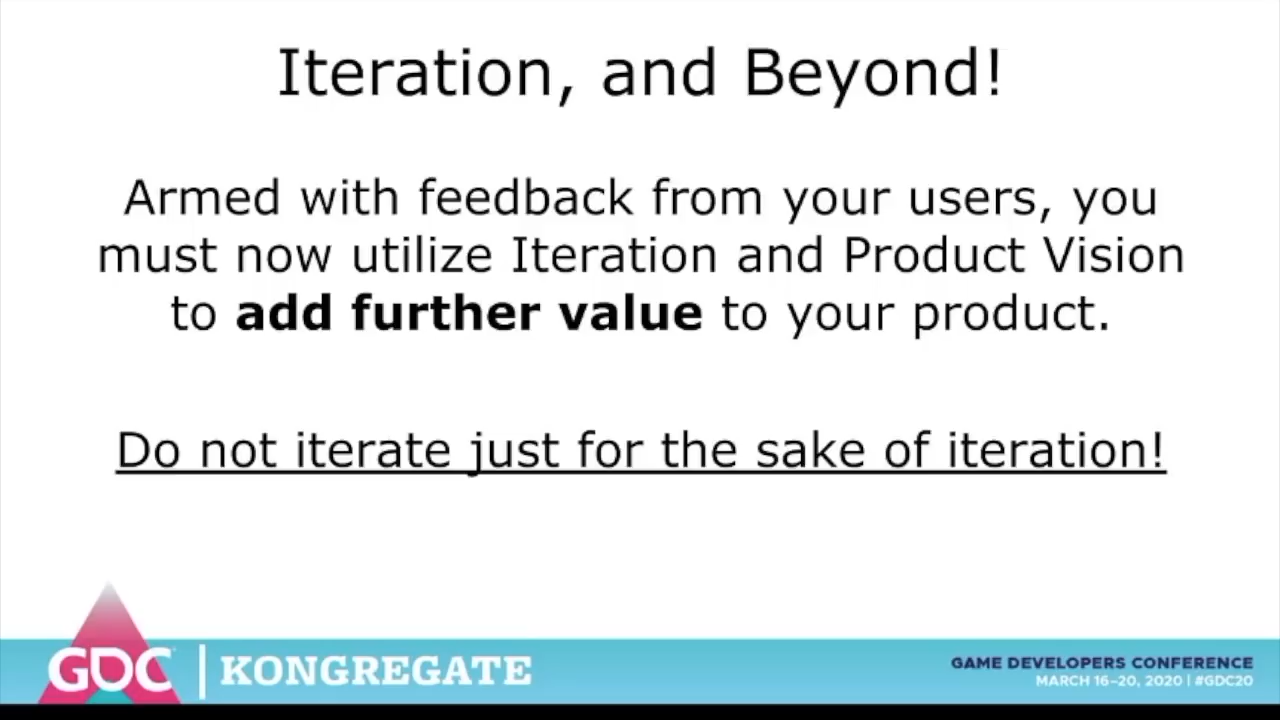 Iteration, and Beyond!
Armed with feedback from your users, you
must now utilize Iteration and Product Vision
to add further value to your product.
Do not iterate just for the sake of iteration!
GDC
KONGREGATE
GAME DEVELOPERS CONFERENCE
MARCH 16–20, 2020 | #GDC20